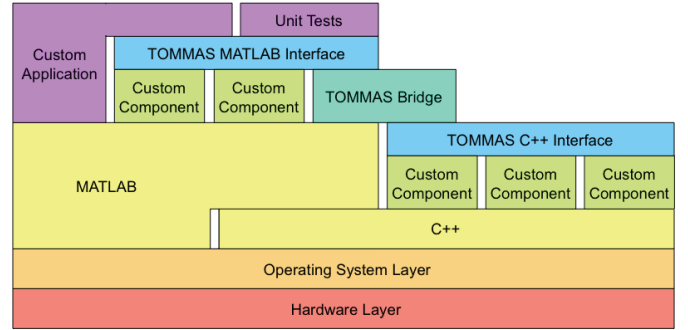 Unit Tests
Custom
Application
TOMMAS MATLAB Interface
Custom
Component
Custom
Component
TOMMAS Bridge
TOMMAS C++ Interface
MATLAB
Custom
Component
Custom
Component
Custom
Component
C++
Operating System Layer
Hardware Layer